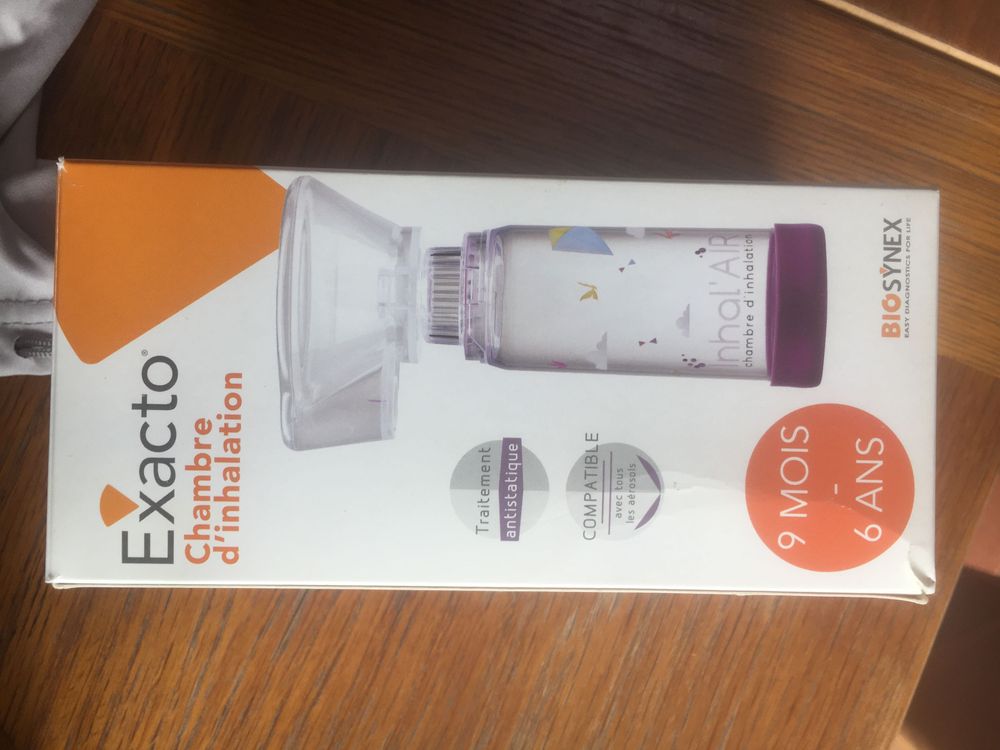 Exacto®
Chambre
d'inhalation
Inhal'AIR
chambre d'inhalation
Traitement
antistatique
COMPATIBLE
avec tous
les aérosols
9 MOIS
-
6 ANS
BIOSYNEX
EASY DIAGNOSTICS FOR LIFE